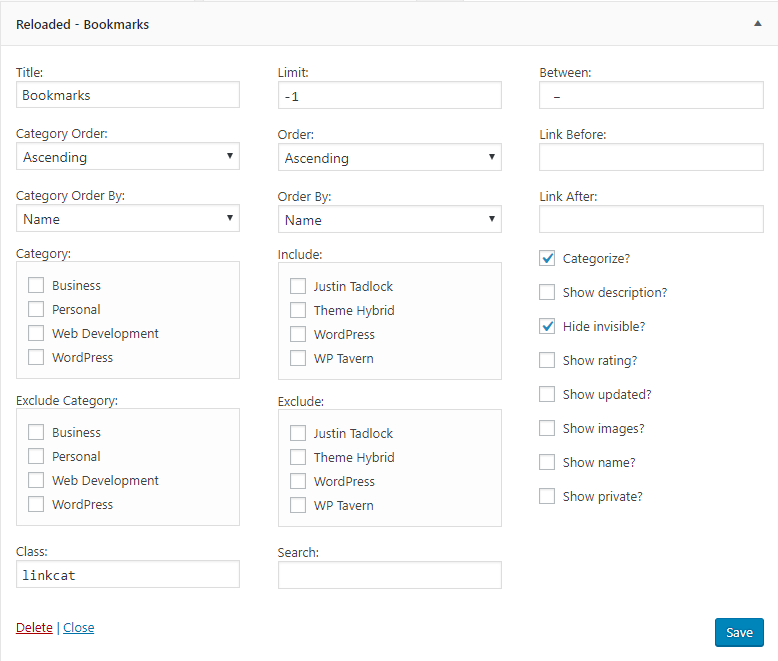 Reloaded - Bookmarks
Title:
Bookmarks
Category Order:
Ascending
Category Order By:
Name
Category:
Business
Personal
Web Development
WordPress
Exclude Category:
Business
Personal
Web Development
WordPress
Class:
linkcat
Limit:
-1
Order:
Ascending
Order By:
Name
Include:
Justin Tadlock
Theme Hybrid
WordPress
WP Tavern
Exclude:
Justin Tadlock
Theme Hybrid
WordPress
WP Tavern
Search:
Between:
–
Link Before:
Link After:
Categorize?
Show description?
Hide invisible?
Show rating?
Show updated?
Show images?
Show name?
Show private?
Delete | Close
Save